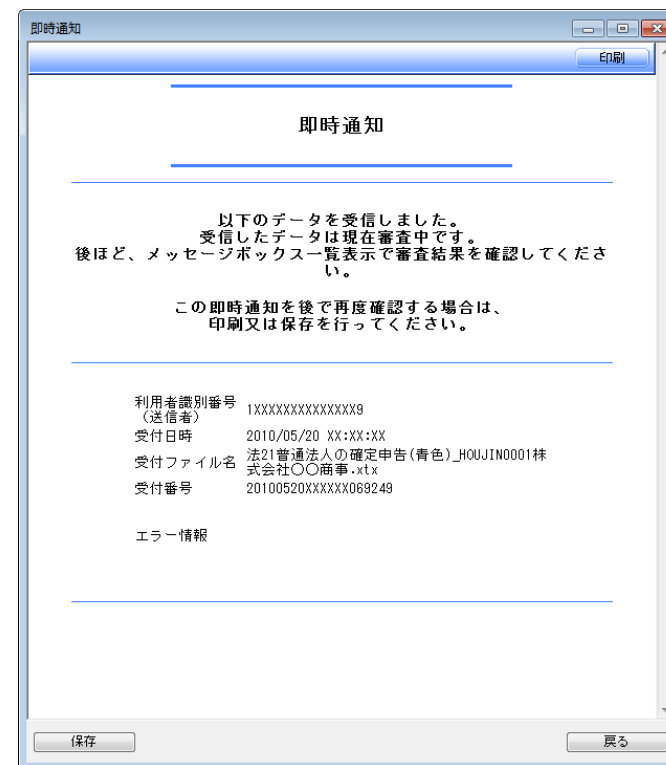 即時通知
印刷
即時通知
以下のデータを受信しました。
受信したデータは現在審査中です。
後ほど、メッセージボックス一覧表示で審査結果を確認してくださ
い。
この即時通知を後で再度確認する場合は、
印刷又は保存を行ってください。
利用者識別番号
（送信者）
1XXXXXXXXXXXXXX9
受付日時 2010/05/20 XX:XX:XX
受付ファイル名 法21普通法人の確定申告(青色)_HOUJIN0001株
式会社○○商事.xtx
受付番号 20100520XXXXXX069249
エラー情報
保存
戻る